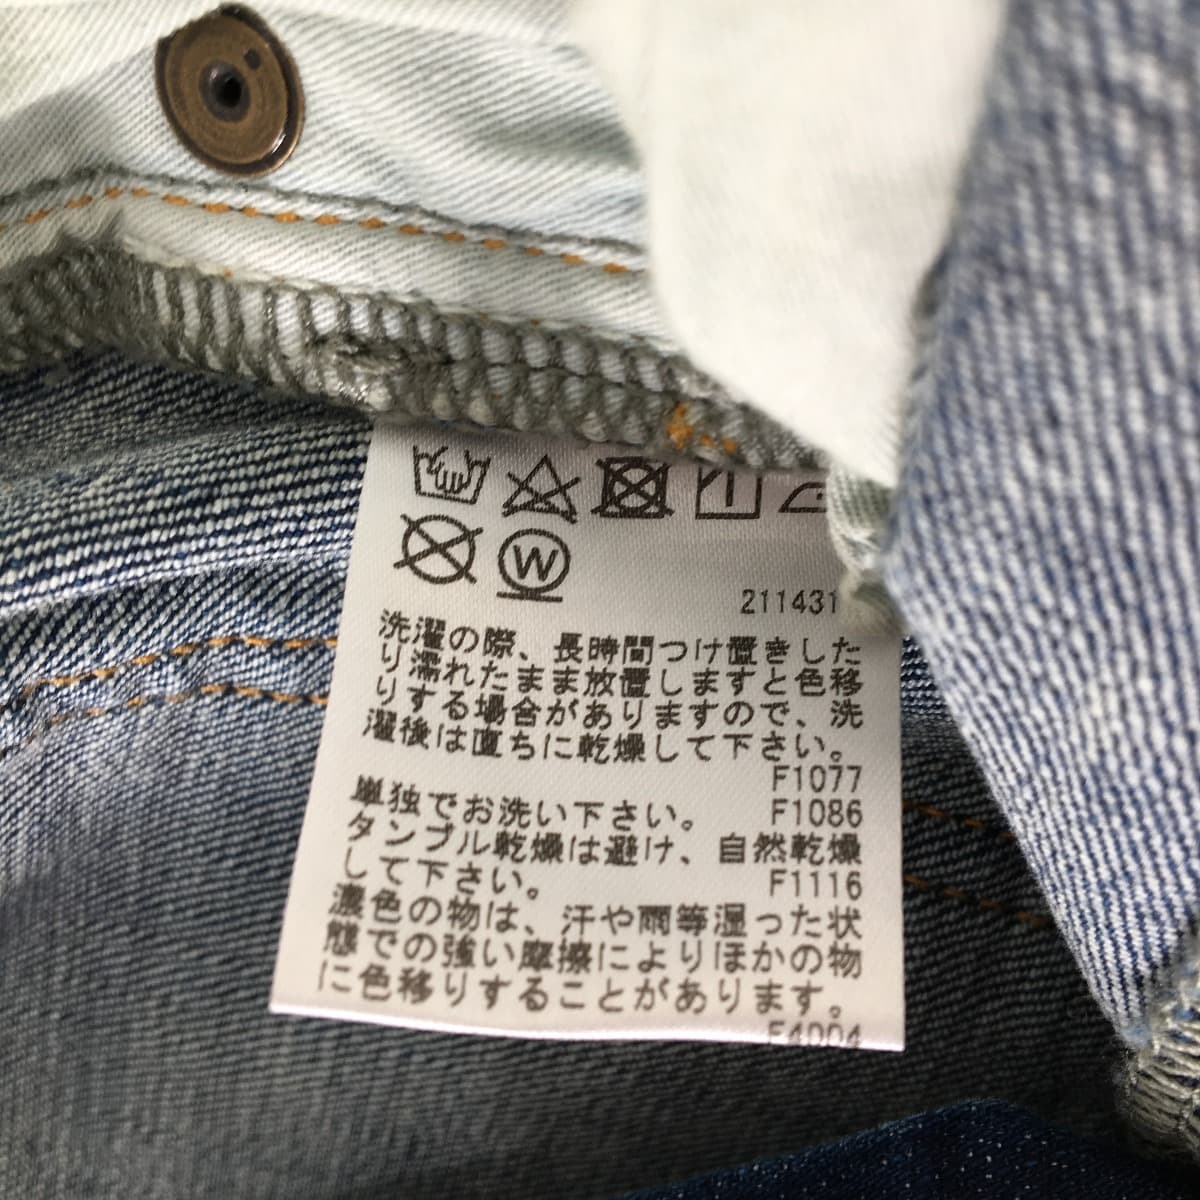 W
211431
洗濯の際、長時間つけ置きした
り濡れたまま放置しますと色移
りする場合がありますので、洗
濯後は直ちに乾燥して下さい。
F1077
単独でお洗い下さい。 F1086
タンブル乾燥は避け、自然乾燥
して下さい。 F1116
濃色の物は、汗や雨等湿った状
態での強い摩擦によりほかの物
に色移りすることがあります。
F4004